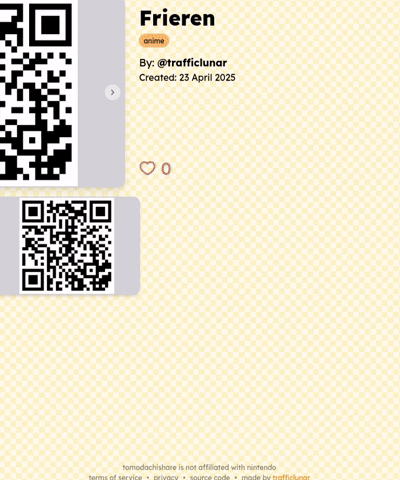 Frieren
anime
By: @trafficlunar
Created: 23 April 2025
0
tomodachishare is not affiliated with nintendo
terms of service • privacy • source code • made by trafficlunar